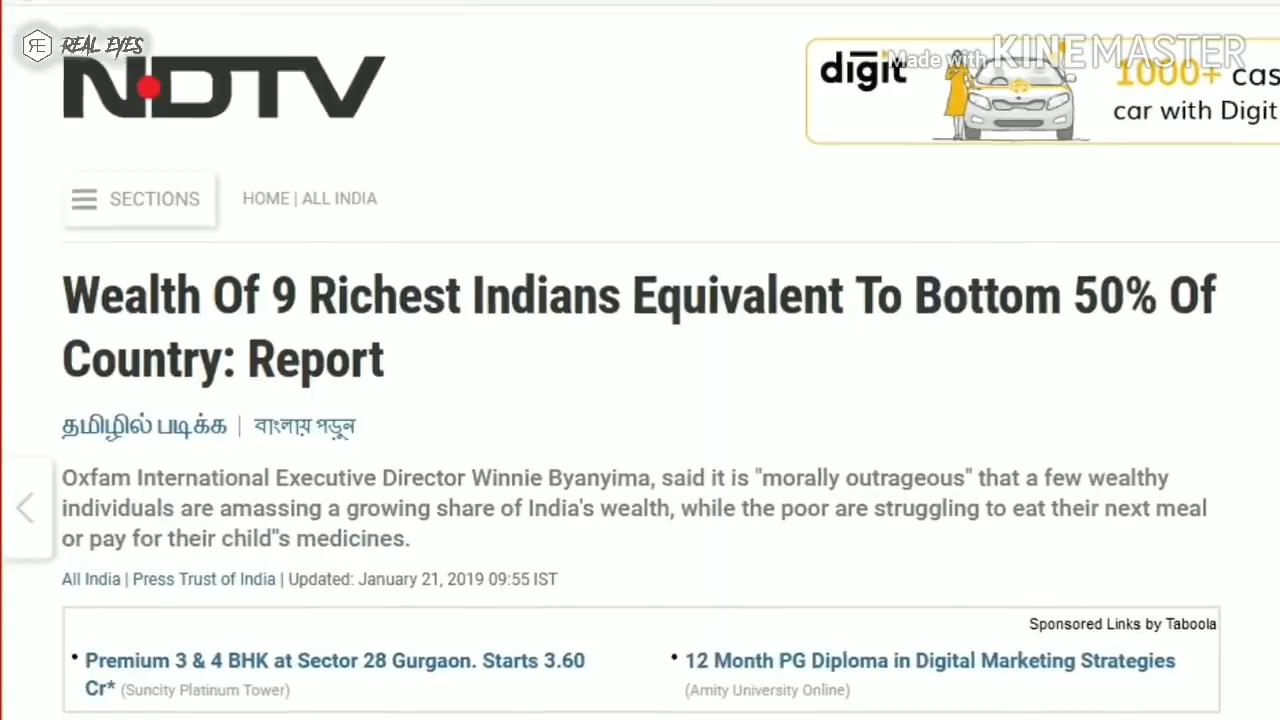 RE REAL EYES
NDTV
digit
Made with KINEMASTER
1000+ cas
car with Digit
SECTIONS
HOME | ALL INDIA
Wealth Of 9 Richest Indians Equivalent To Bottom 50% Of
Country: Report
தமிழில் படிக்க | বাংলায় পড়ুন
Oxfam International Executive Director Winnie Byanyima, said it is "morally outrageous" that a few wealthy
individuals are amassing a growing share of India's wealth, while the poor are struggling to eat their next meal
or pay for their child"s medicines.
All India | Press Trust of India | Updated: January 21, 2019 09:55 IST
Sponsored Links by Taboola
• Premium 3 & 4 BHK at Sector 28 Gurgaon. Starts 3.60
Cr* (Suncity Platinum Tower)
• 12 Month PG Diploma in Digital Marketing Strategies
(Amity University Online)